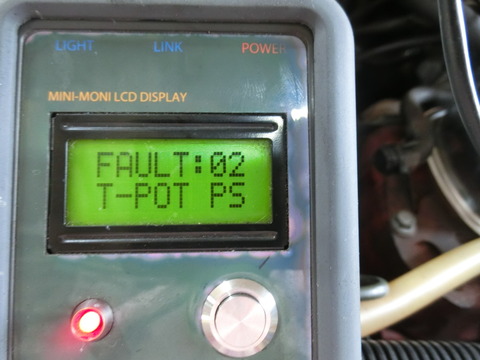 LIGHT LINK POWER
MINI-MONI LCD DISPLAY
FAULT:02
T-POT PS